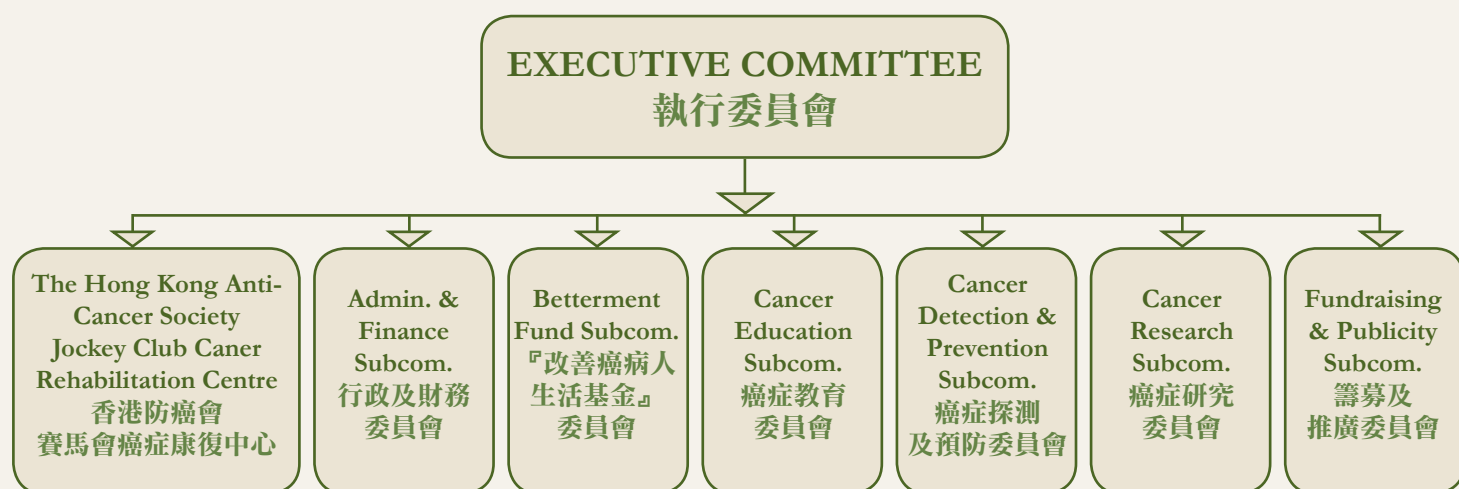 EXECUTIVE COMMITTEE
執行委員會
The Hong Kong Anti-
Cancer Society
Jockey Club Caner
Rehabilitation Centre
香港防癌會
賽馬會癌症康復中心
Admin. &
Finance
Subcom.
行政及財務
委員會
Betterment
Fund Subcom.
『改善癌病人
生活基金』
委員會
Cancer
Education
Subcom.
癌症教育
委員會
Cancer
Detection &
Prevention
Subcom.
癌症探測
及預防委員會
Cancer
Research
Subcom.
癌症研究
委員會
Fundraising
& Publicity
Subcom.
籌募及
推廣委員會